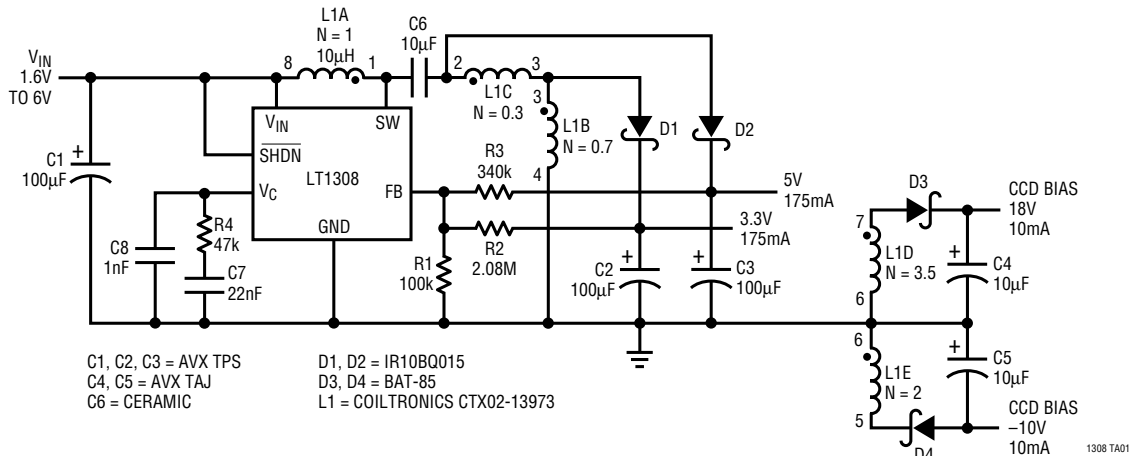 L1A
N = 1
10µH
C6
10µF
VIN
1.6V
TO 6V
8
1
2
3
L1C
N = 0.3
3
L1B
N = 0.7
4
D1
D2
VIN
SW
SHDN
LT1308
VC
FB
GND
C1
+
100µF
R3
340k
5V
175mA
3.3V
175mA
R2
2.08M
R1
100k
R4
47k
C8
1nF
C7
22nF
+
C2
100µF
+
C3
100µF
D3
CCD BIAS
18V
10mA
7
L1D
N = 3.5
6
+
C4
10µF
6
L1E
N = 2
5
+
C5
10µF
D4
CCD BIAS
–10V
10mA
C1, C2, C3 = AVX TPS
C4, C5 = AVX TAJ
C6 = CERAMIC
D1, D2 = IR10BQ015
D3, D4 = BAT-85
L1 = COILTRONICS CTX02-13973
1308 TA01